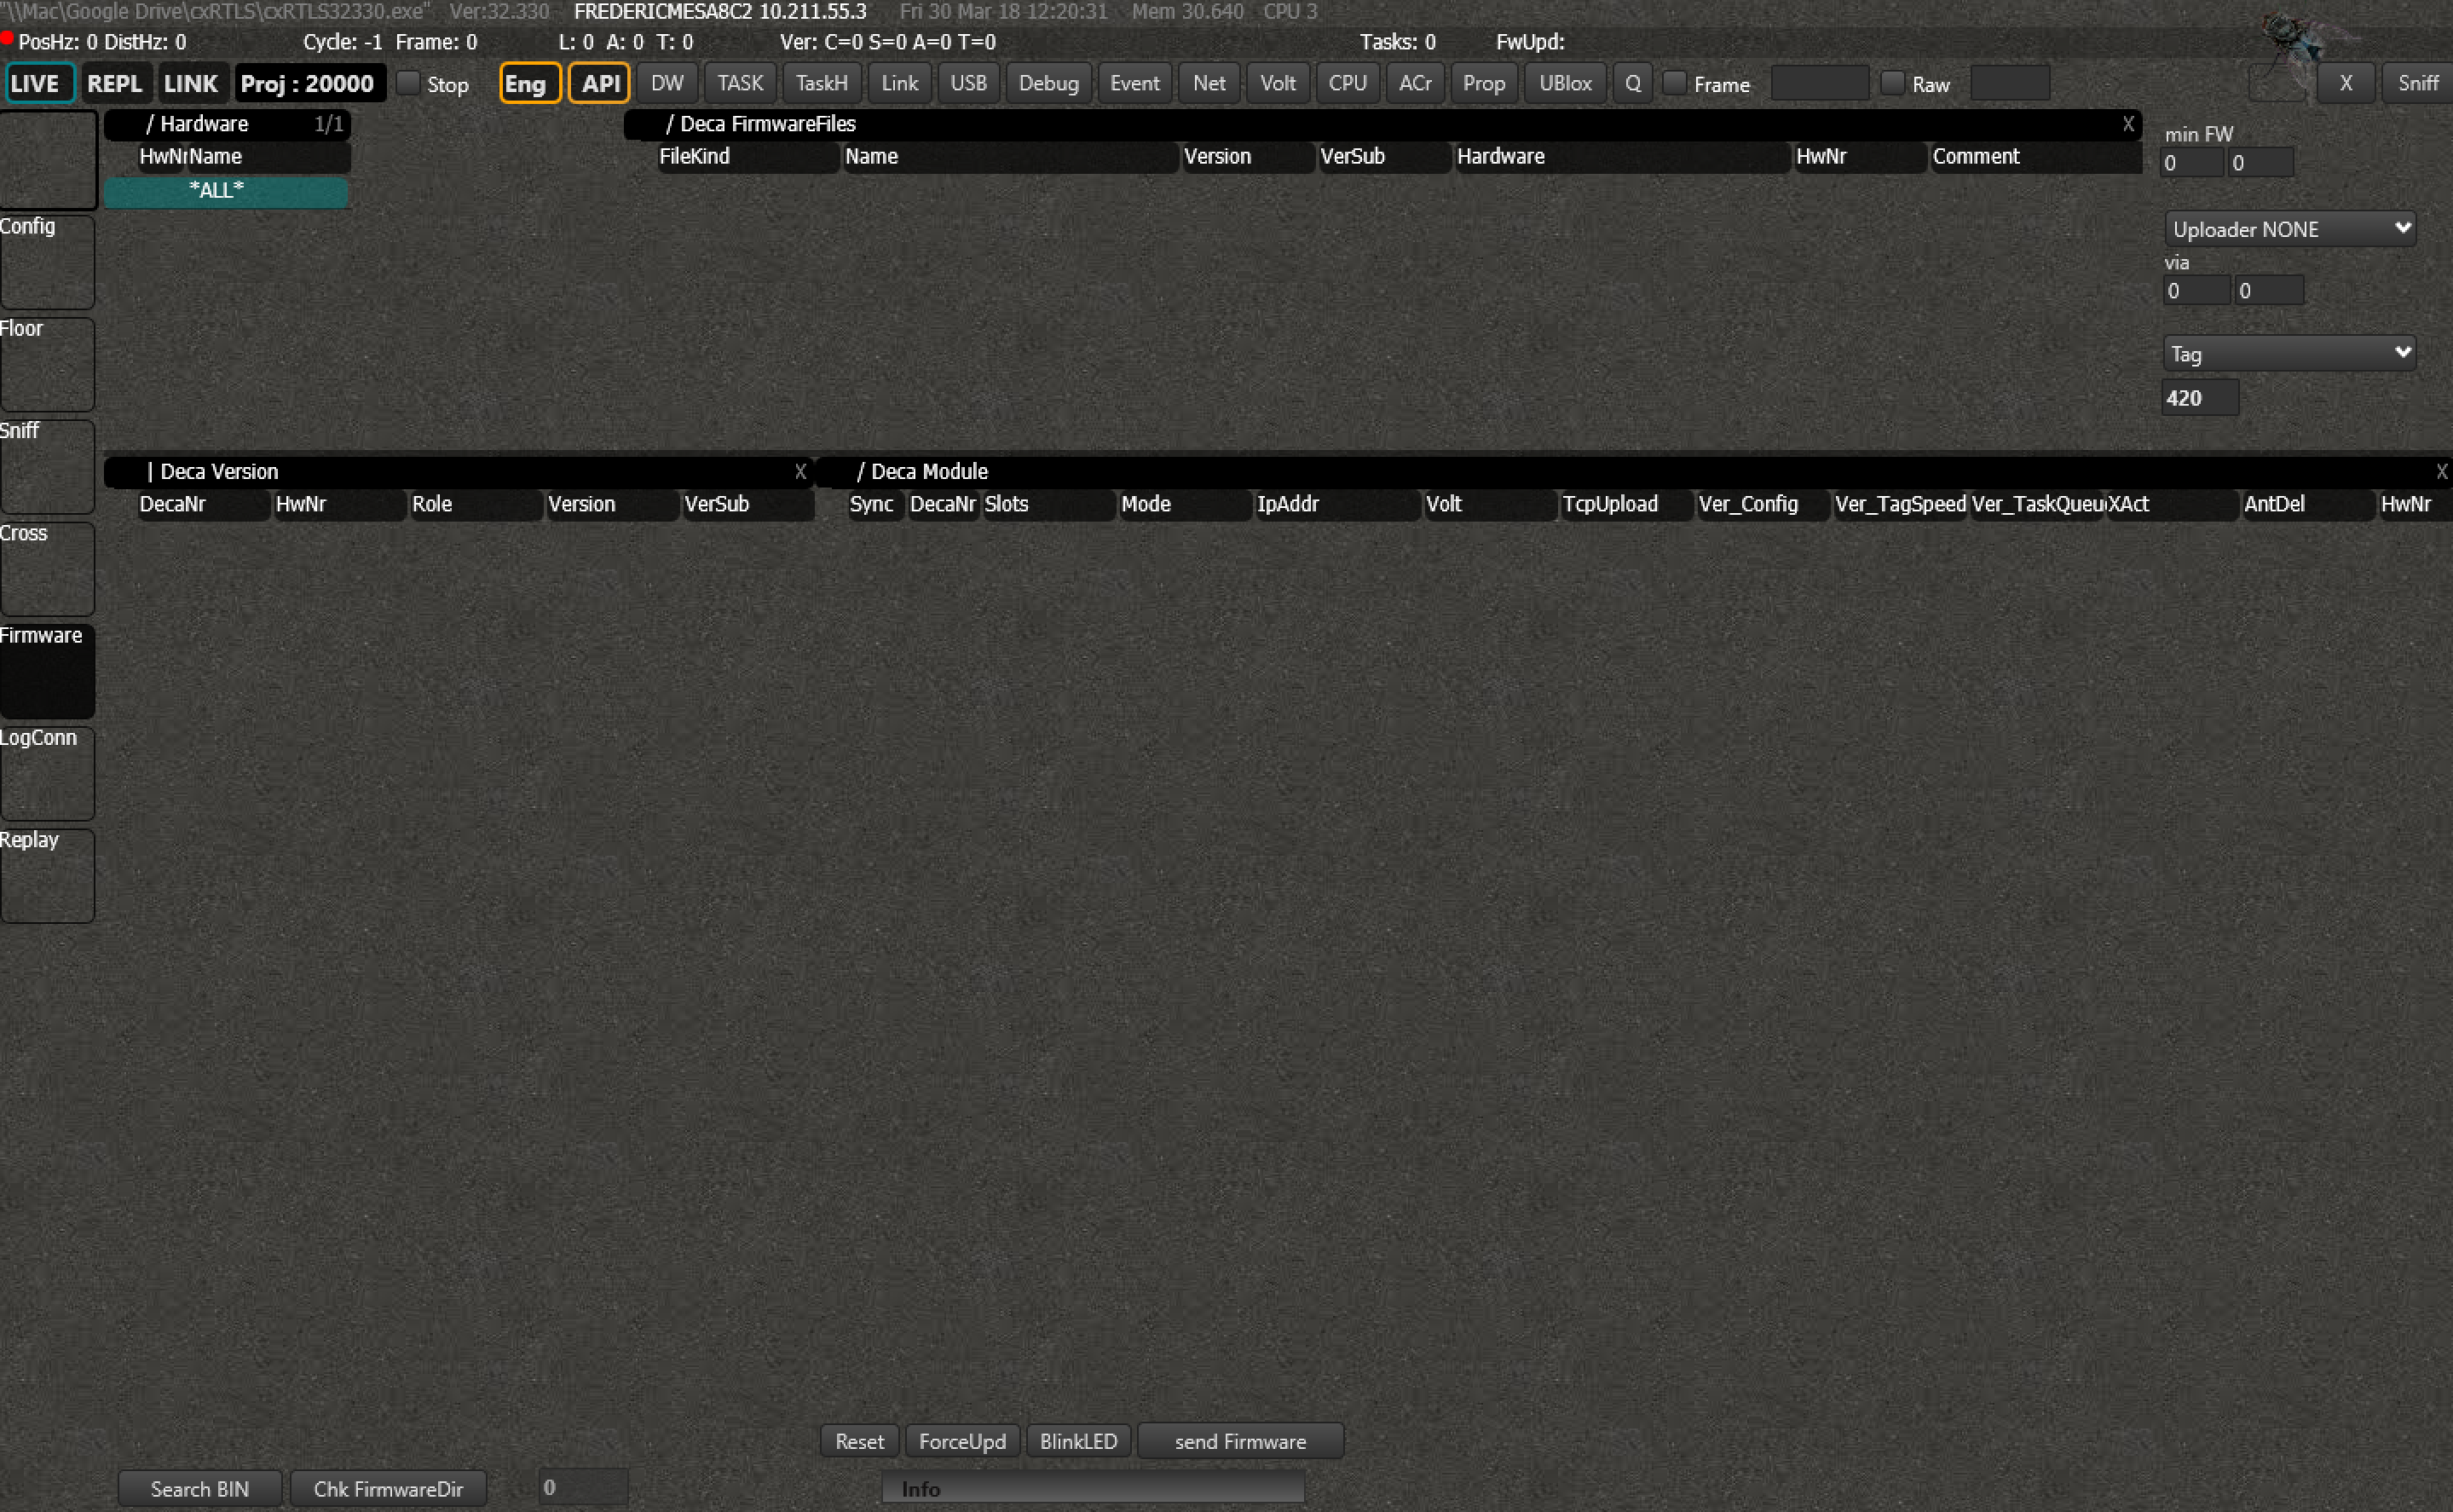 "\\Mac\Google Drive\cxRTLS\cxRTLS32330.exe" Ver:32.330 FREDERICMESA8C2 10.211.55.3 Fri 30 Mar 18 12:20:31 Mem 30.640 CPU 3
PosHz: 0 DistHz: 0 Cycle: -1 Frame: 0 L: 0 A: 0 T: 0 Ver: C=0 S=0 A=0 T=0 Tasks: 0 FwUpd:
LIVE REPL LINK Proj : 20000 Stop Eng API DW TASK TaskH Link USB Debug Event Net Volt CPU ACr Prop UBlox Q Frame Raw X Sniff
/ Hardware 1/1
HwNr Name
*ALL*
/ Deca FirmwareFiles X
FileKind Name Version VerSub Hardware HwNr Comment
min FW
0 0
Uploader NONE
via
0 0
Tag
420
Config
Floor
Sniff
Cross
Firmware
LogConn
Replay
| Deca Version X
DecaNr HwNr Role Version VerSub
/ Deca Module X
Sync DecaNr Slots Mode IpAddr Volt TcpUpload Ver_Config Ver_TagSpeed Ver_TaskQueu XAct AntDel HwNr
Reset ForceUpd BlinkLED send Firmware
Search BIN Chk FirmwareDir 0 Info